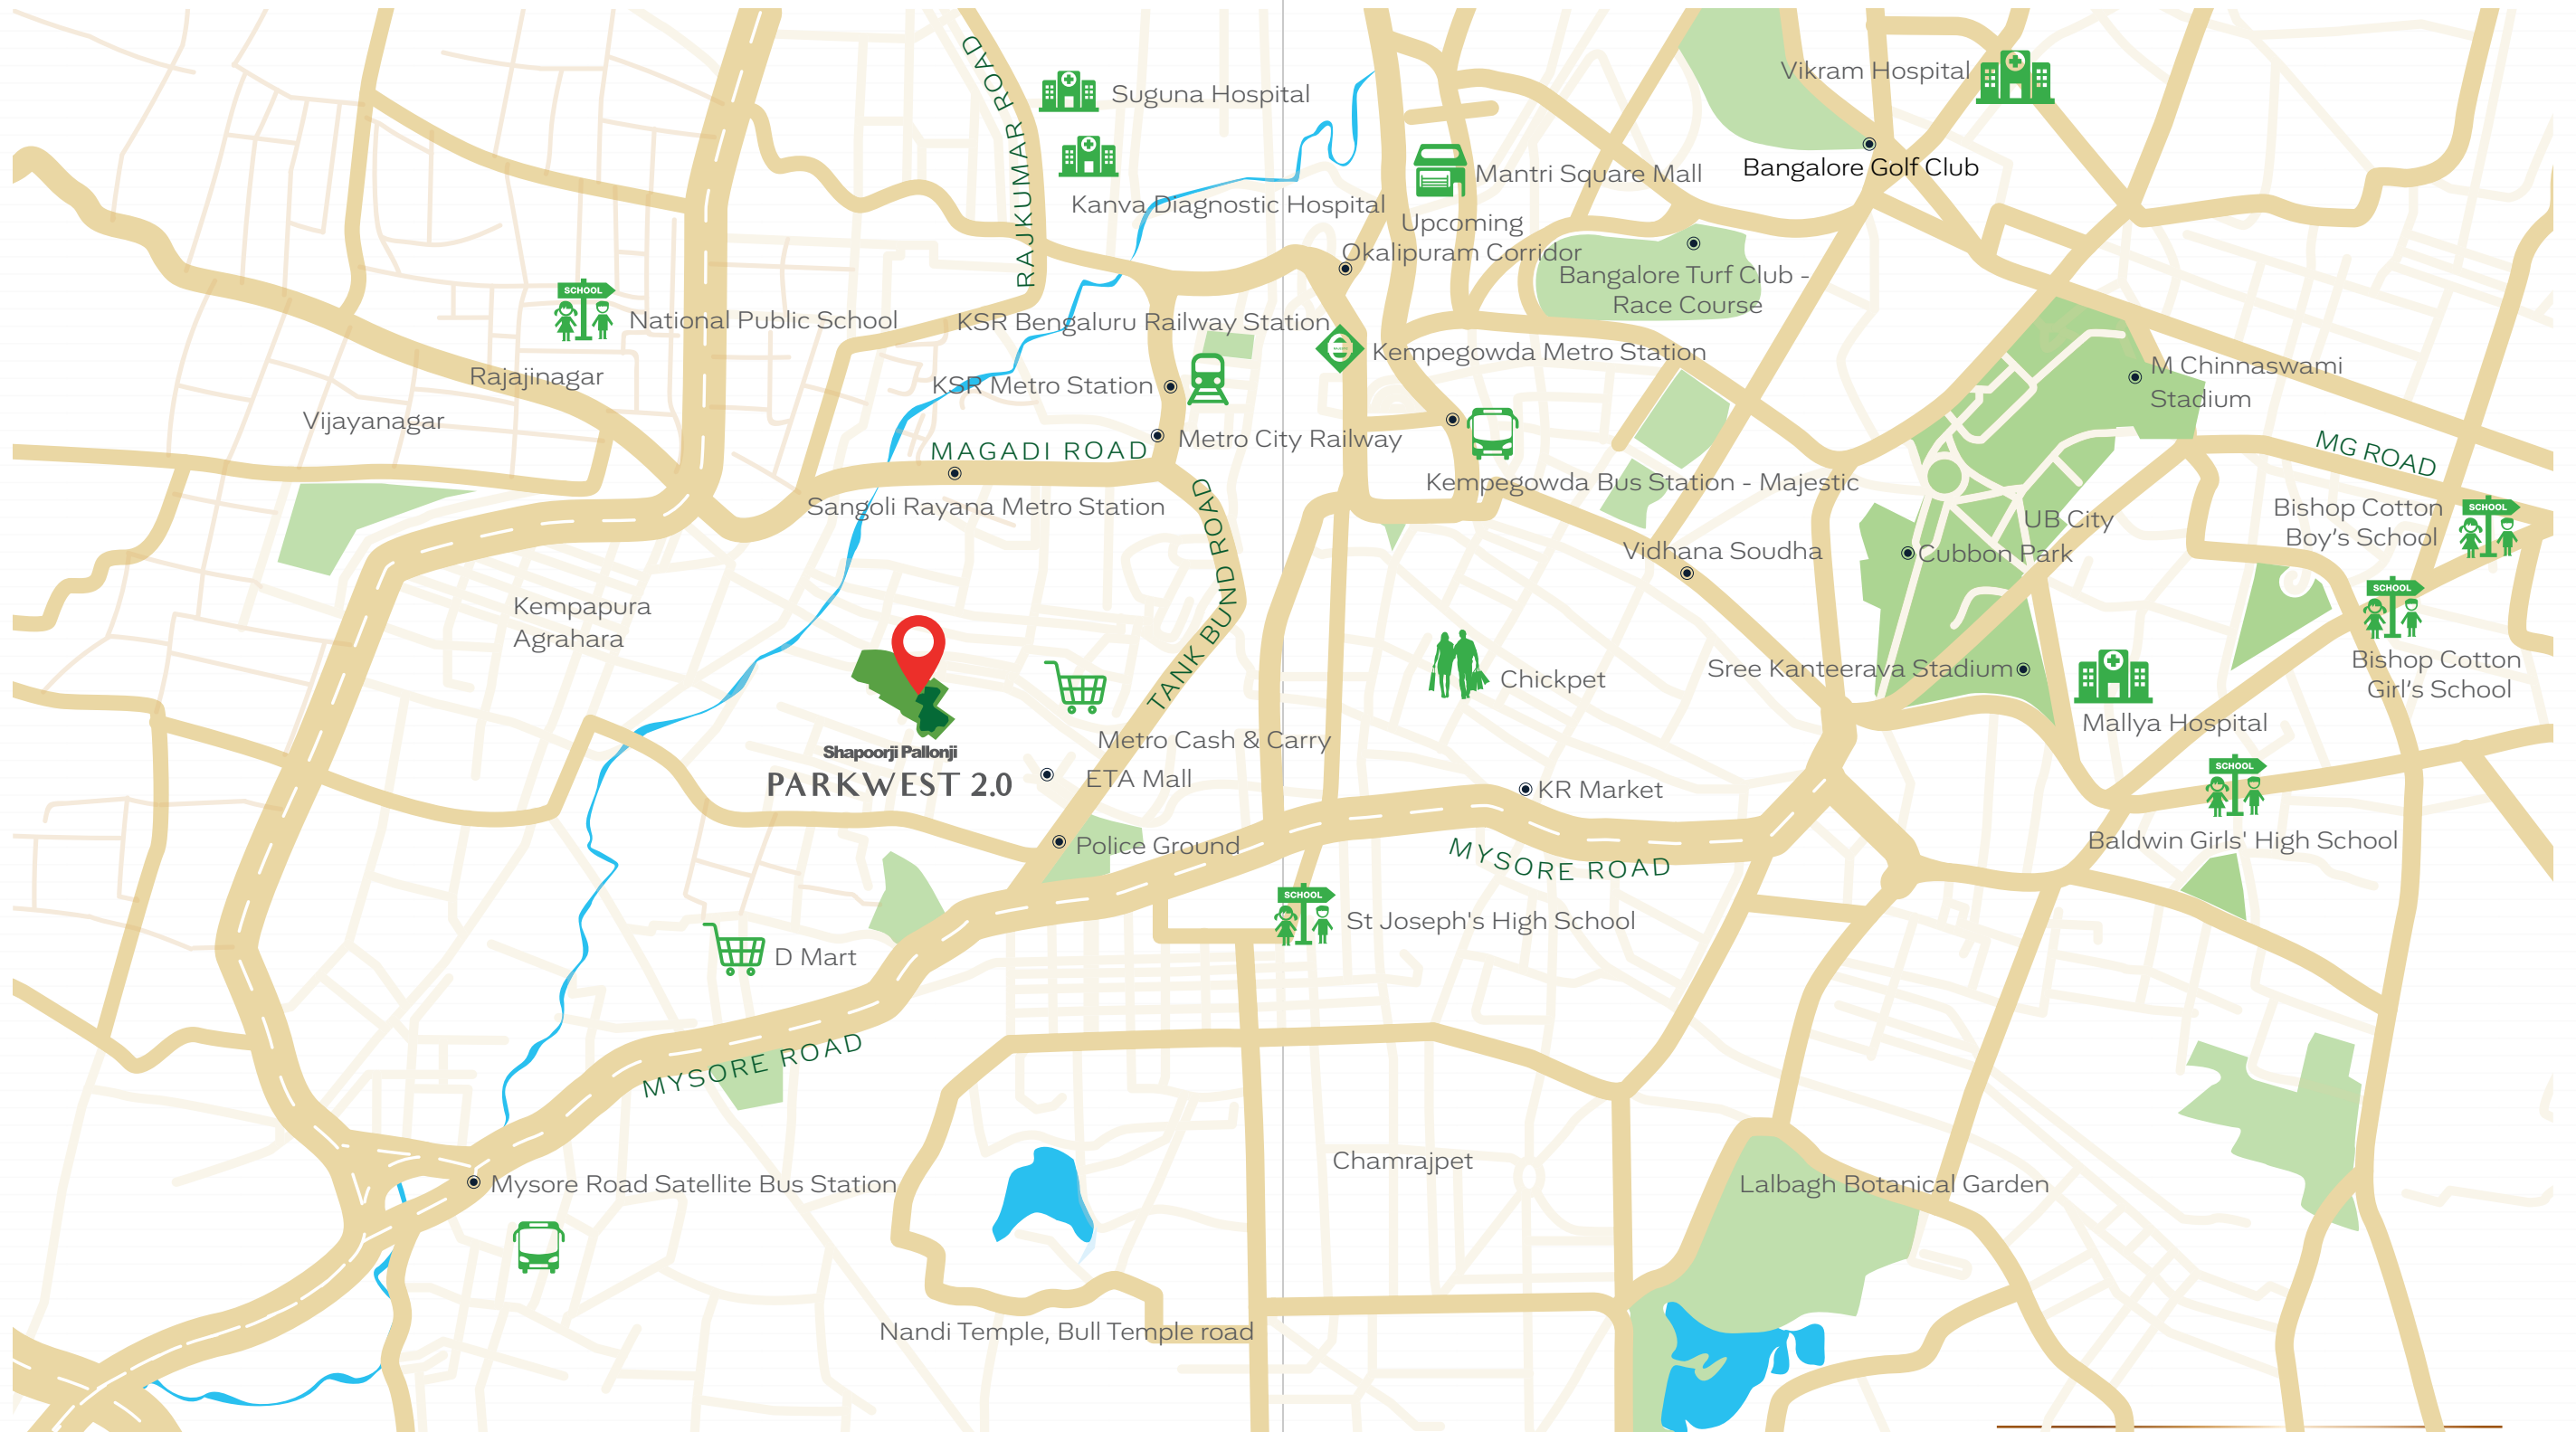 RAJKUMAR ROAD
Suguna Hospital
Kanva Diagnostic Hospital
Vikram Hospital
Bangalore Golf Club
Mantri Square Mall
Upcoming
Okalipuram Corridor
Bangalore Turf Club -
Race Course
SCHOOL
National Public School
KSR Bengaluru Railway Station
Kempegowda Metro Station
Rajajinagar
KSR Metro Station
M Chinnaswami
Stadium
Vijayanagar
MAGADI ROAD
Metro City Railway
MG ROAD
Sangoli Rayana Metro Station
Kempegowda Bus Station - Majestic
TANK BUND ROAD
UB City
Bishop Cotton
Boy's School
SCHOOL
Vidhana Soudha
Cubbon Park
Kempapura
Agrahara
SCHOOL
Bishop Cotton
Girl's School
Chickpet
Sree Kanteerava Stadium
Mallya Hospital
Shapoorji Pallonji
PARKWEST 2.0
Metro Cash & Carry
ETA Mall
KR Market
SCHOOL
Baldwin Girls' High School
Police Ground
MYSORE ROAD
SCHOOL
St Joseph's High School
D Mart
MYSORE ROAD
Mysore Road Satellite Bus Station
Chamrajpet
Lalbagh Botanical Garden
Nandi Temple, Bull Temple road